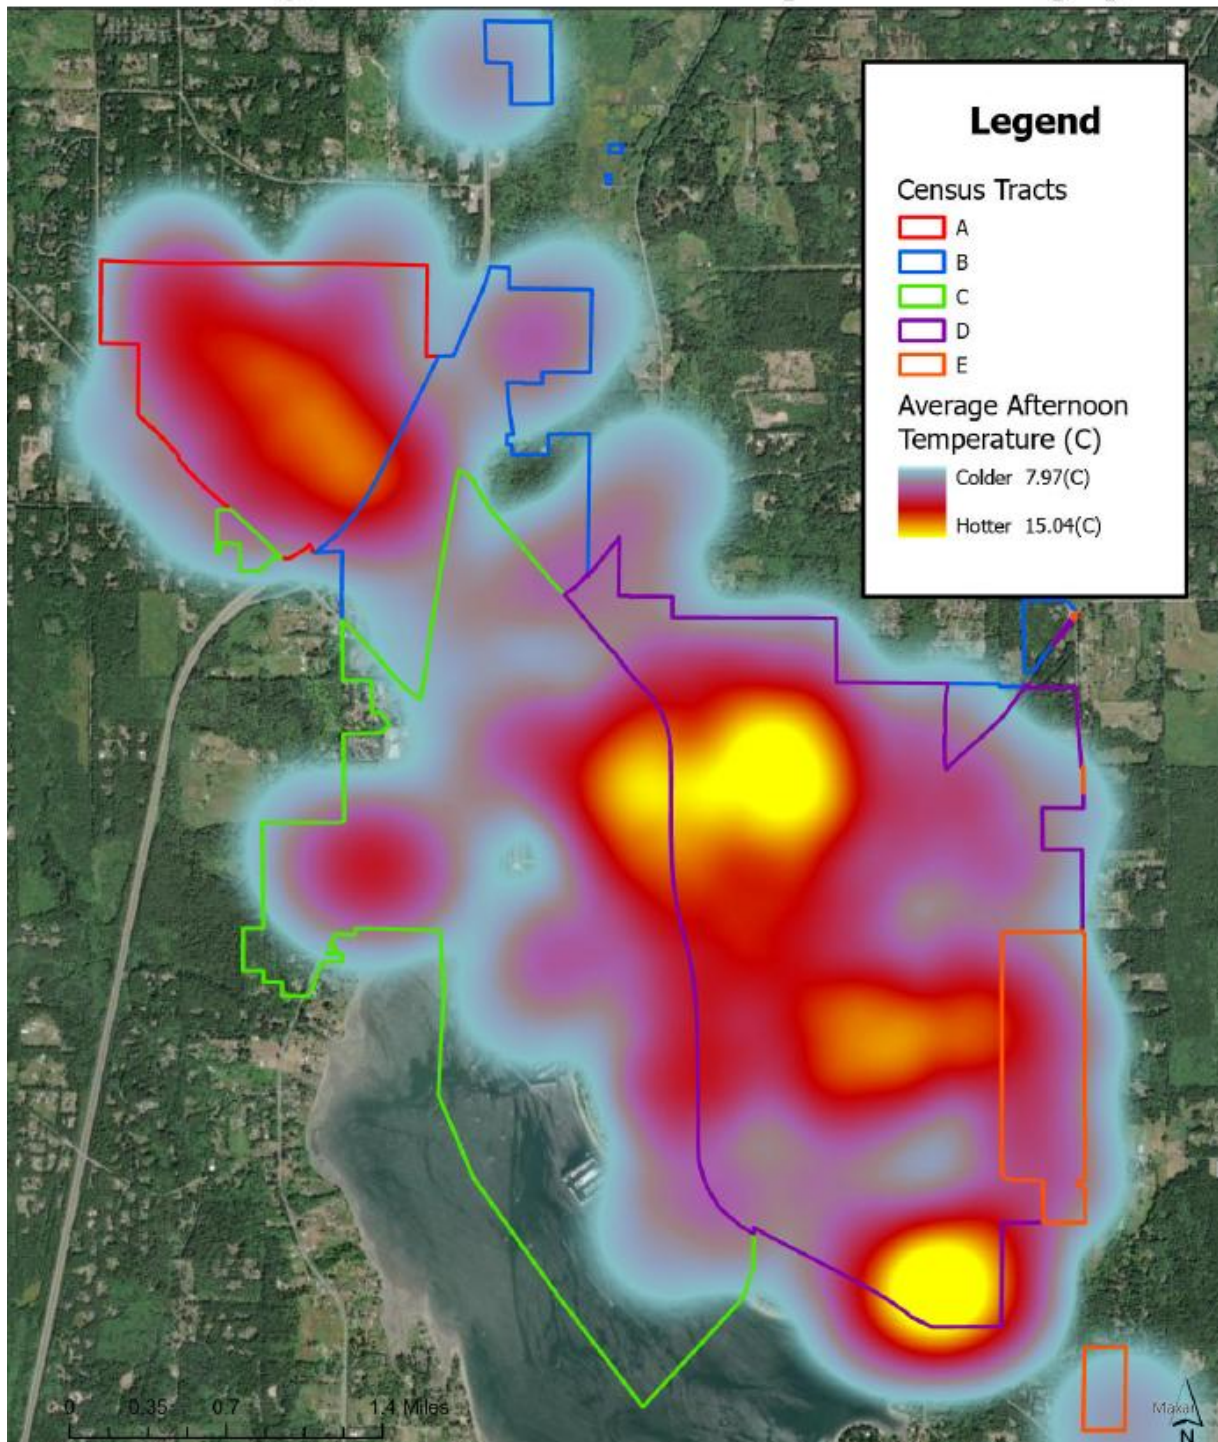 Legend
Census Tracts
A
B
C
D
E
Average Afternoon
Temperature (C)
Colder 7.97(C)
Hotter 15.04(C)
0 0.35 0.7 1.4 Miles
Maxar
N